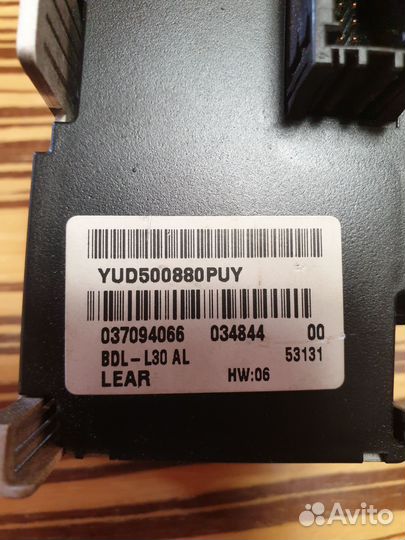 YUD500880PUY
037094066 034844 00
BDL-L30 AL 53131
LEAR HW:06
Avito